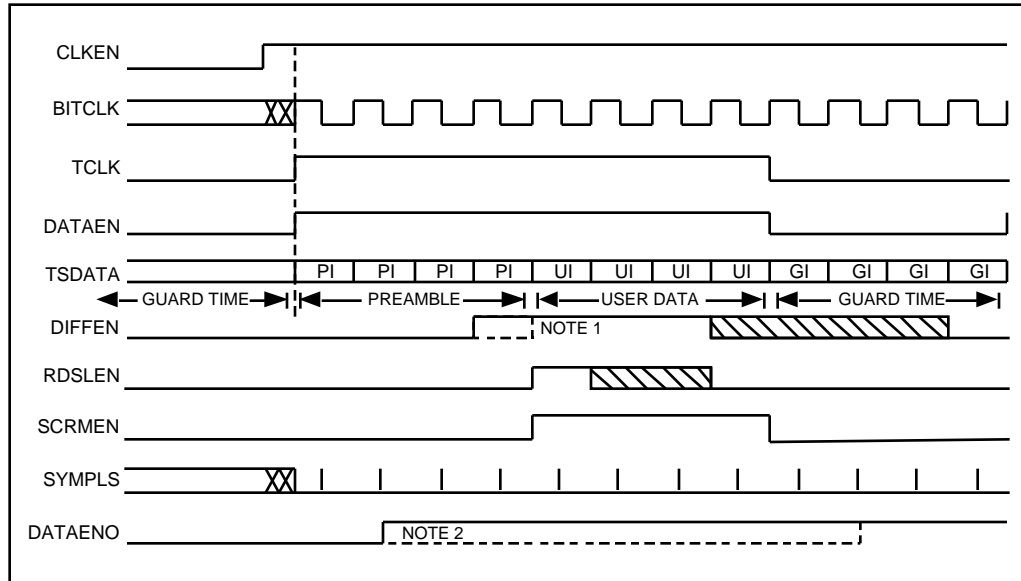 CLKEN
BITCLK
TCLK
DATAEN
TSDATA PI PI PI PI UI UI UI UI GI GI GI GI
GUARD TIME PREAMBLE USER DATA GUARD TIME
DIFFEN NOTE 1
RDSLEN
SCRMEN
SYMPLS
DATAENO NOTE 2